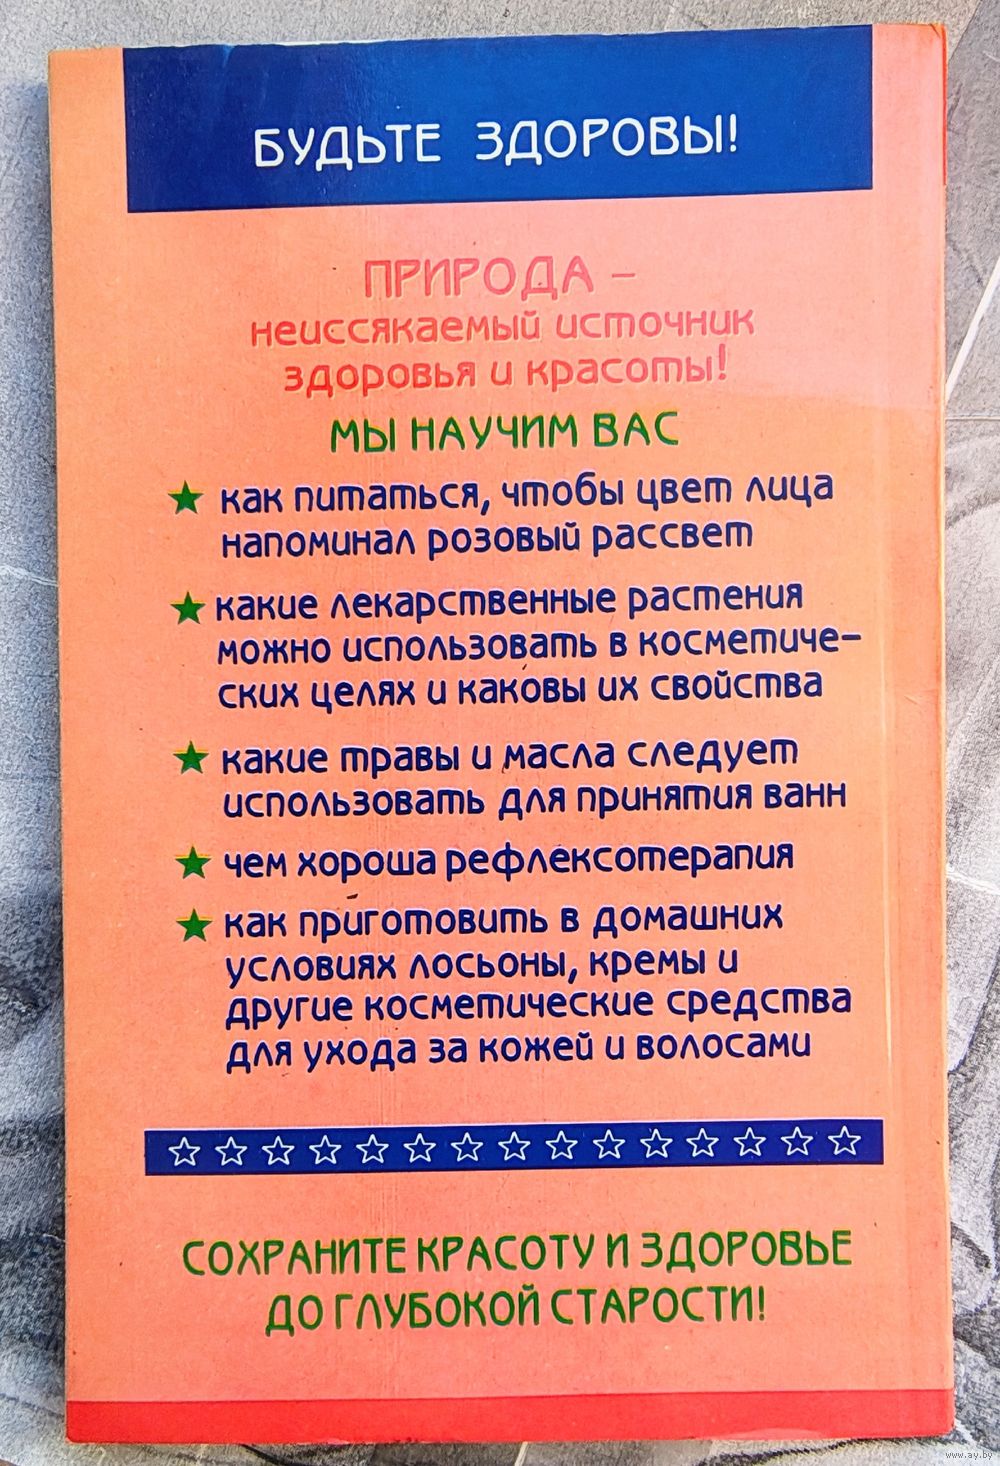 БУДЬТЕ ЗДОРОВЫ!
ПРИРОДА –
неиссякаемый источник
здоровья и красоты!
МЫ НАУЧИМ ВАС
как питаться, чтобы цвет лица
напоминал розовый рассвет
какие лекарственные растения
можно использовать в косметиче–
ских целях и каковы их свойства
какие травы и масла следует
использовать для принятия ванн
чем хороша рефлексотерапия
как приготовить в домашних
условиях лосьоны, кремы и
другие косметические средства
для ухода за кожей и волосами
СОХРАНИТЕ КРАСОТУ И ЗДОРОВЬЕ
ДО ГЛУБОКОЙ СТАРОСТИ!
www.ay.by